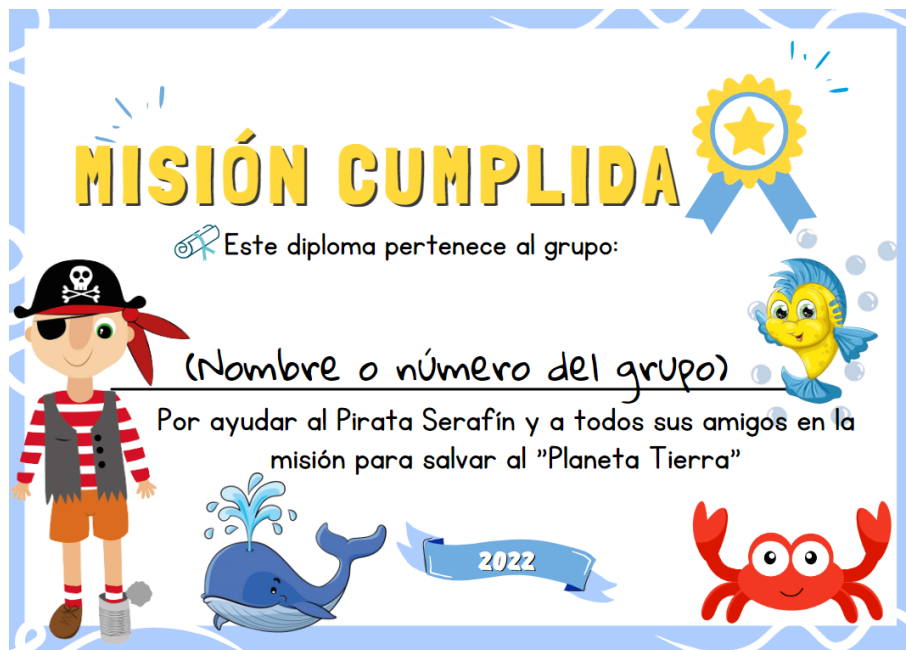 MISIÓN CUMPLIDA
Este diploma pertenece al grupo:
(Nombre o número del grupo)
Por ayudar al Pirata Serafín y a todos sus amigos en la
misión para salvar al "Planeta Tierra"
2022